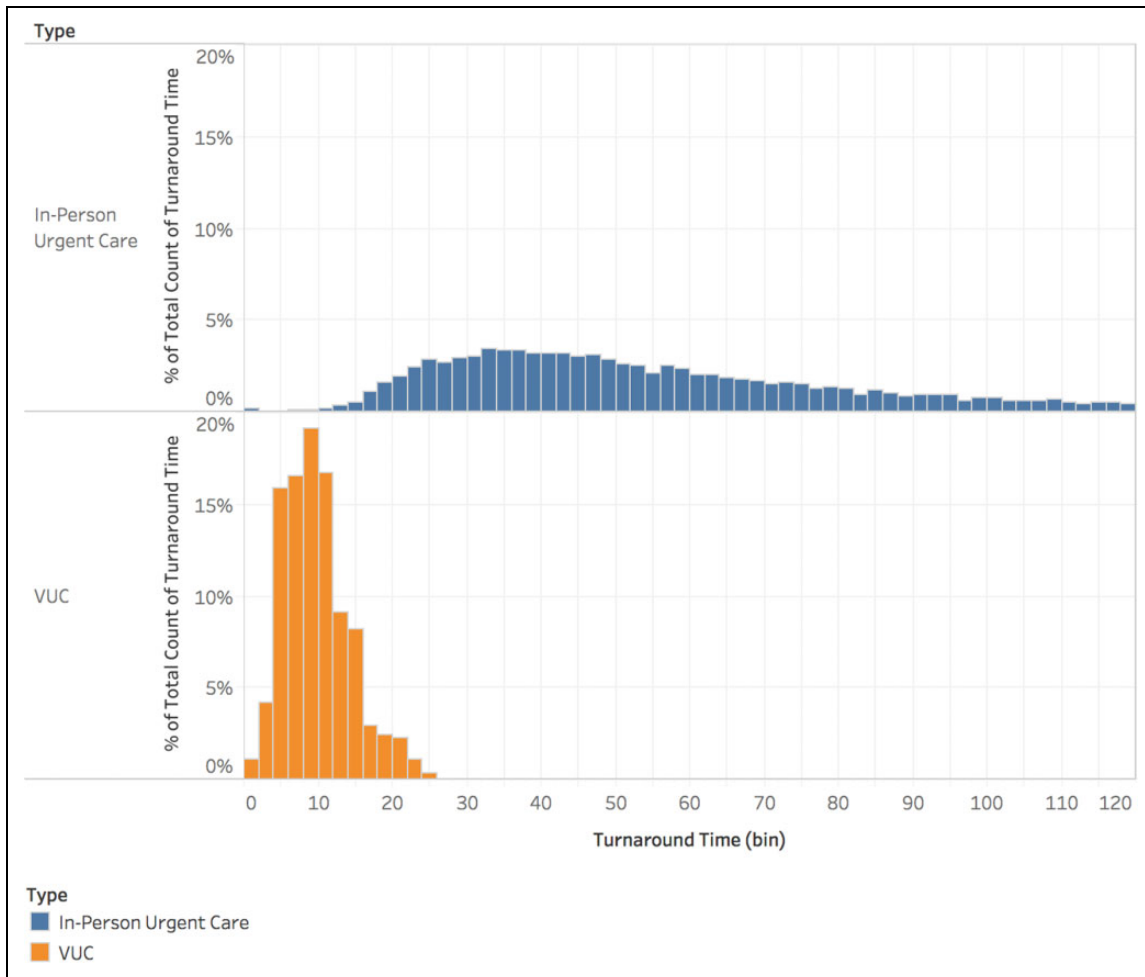 Type
In-Person
Urgent Care
% of Total Count of Turnaround Time
20%
15%
10%
5%
0%
VUC
% of Total Count of Turnaround Time
20%
15%
10%
5%
0%
0 10 20 30 40 50 60 70 80 90 100 110 120
Turnaround Time (bin)
Type
In-Person Urgent Care
VUC